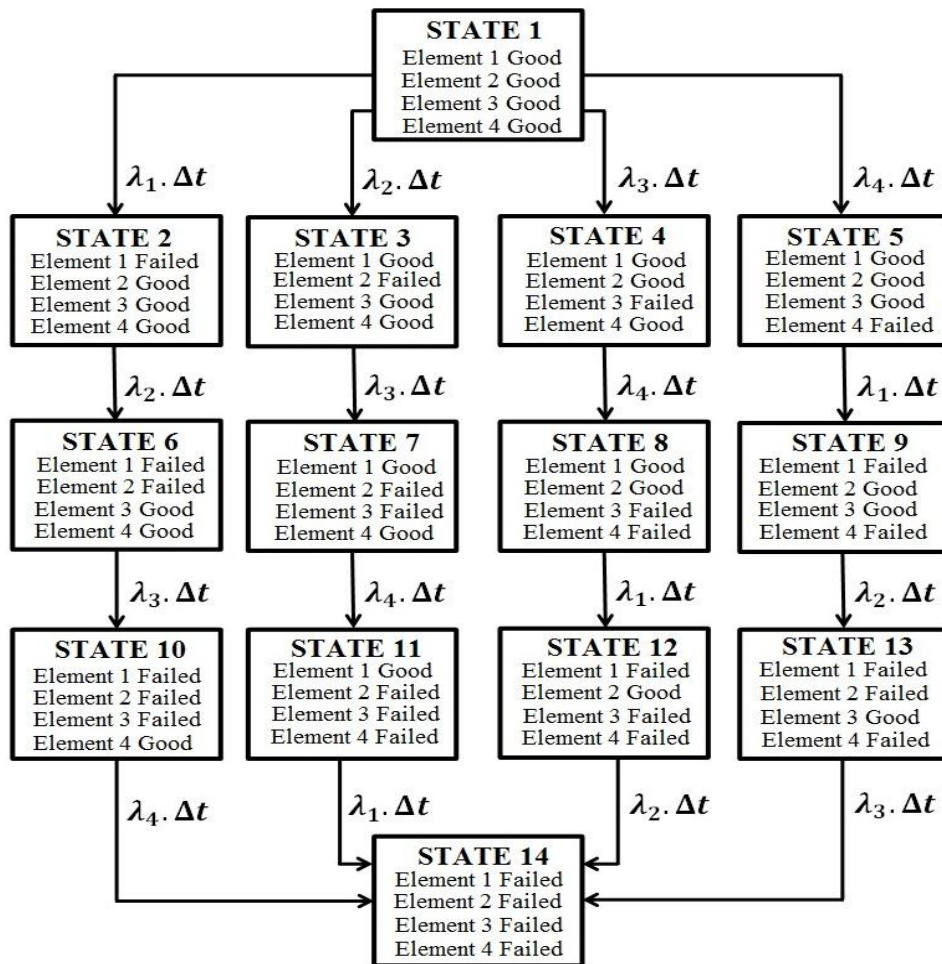 STATE 1
Element 1 Good
Element 2 Good
Element 3 Good
Element 4 Good
λ₁. Δt
λ₂. Δt
λ₃. Δt
λ₄. Δt
STATE 2
Element 1 Failed
Element 2 Good
Element 3 Good
Element 4 Good
STATE 3
Element 1 Good
Element 2 Failed
Element 3 Good
Element 4 Good
STATE 4
Element 1 Good
Element 2 Good
Element 3 Failed
Element 4 Good
STATE 5
Element 1 Good
Element 2 Good
Element 3 Good
Element 4 Failed
λ₂. Δt
λ₃. Δt
λ₄. Δt
λ₁. Δt
STATE 6
Element 1 Failed
Element 2 Failed
Element 3 Good
Element 4 Good
STATE 7
Element 1 Good
Element 2 Failed
Element 3 Failed
Element 4 Good
STATE 8
Element 1 Good
Element 2 Good
Element 3 Failed
Element 4 Failed
STATE 9
Element 1 Failed
Element 2 Good
Element 3 Good
Element 4 Failed
λ₃. Δt
λ₄. Δt
λ₁. Δt
λ₂. Δt
STATE 10
Element 1 Failed
Element 2 Failed
Element 3 Failed
Element 4 Good
STATE 11
Element 1 Good
Element 2 Failed
Element 3 Failed
Element 4 Failed
STATE 12
Element 1 Failed
Element 2 Good
Element 3 Failed
Element 4 Failed
STATE 13
Element 1 Failed
Element 2 Failed
Element 3 Good
Element 4 Failed
λ₄. Δt
λ₁. Δt
λ₂. Δt
λ₃. Δt
STATE 14
Element 1 Failed
Element 2 Failed
Element 3 Failed
Element 4 Failed